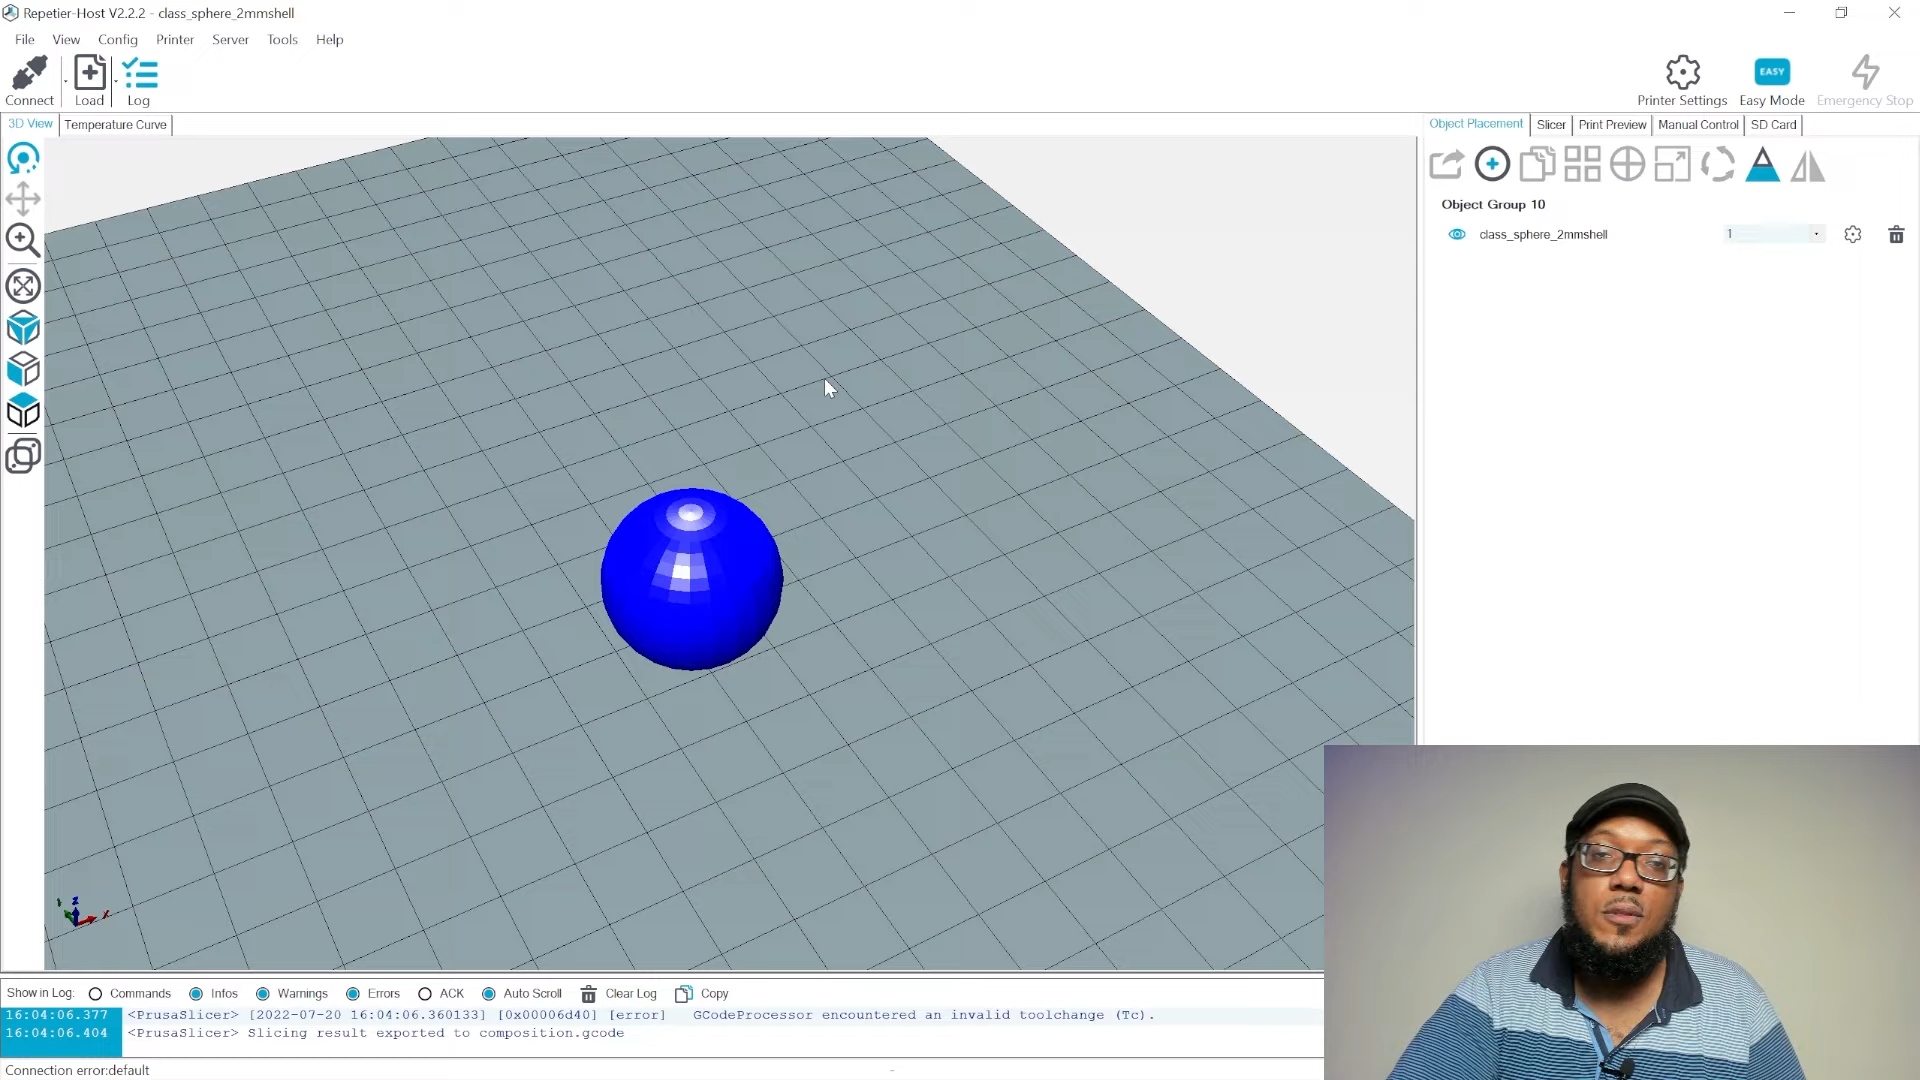 Repetier-Host V2.2.2 - class_sphere_2mmshell
File View Config Printer Server Tools Help
Connect Load Log
Printer Settings EASY Easy Mode Emergency Stop
3D View Temperature Curve
Object Placement Slicer Print Preview Manual Control SD Card
Object Group 10
class_sphere_2mmshell 1
Y Z X
Show in Log: Commands Infos Warnings Errors ACK Auto Scroll Clear Log Copy
16:04:06.377 <PrusaSlicer> [2022-07-20 16:04:06.360133] [0x00006d40] [error] GCodeProcessor encountered an invalid toolchange (Tc).
16:04:06.404 <PrusaSlicer> Slicing result exported to composition.gcode
Connection error:default -